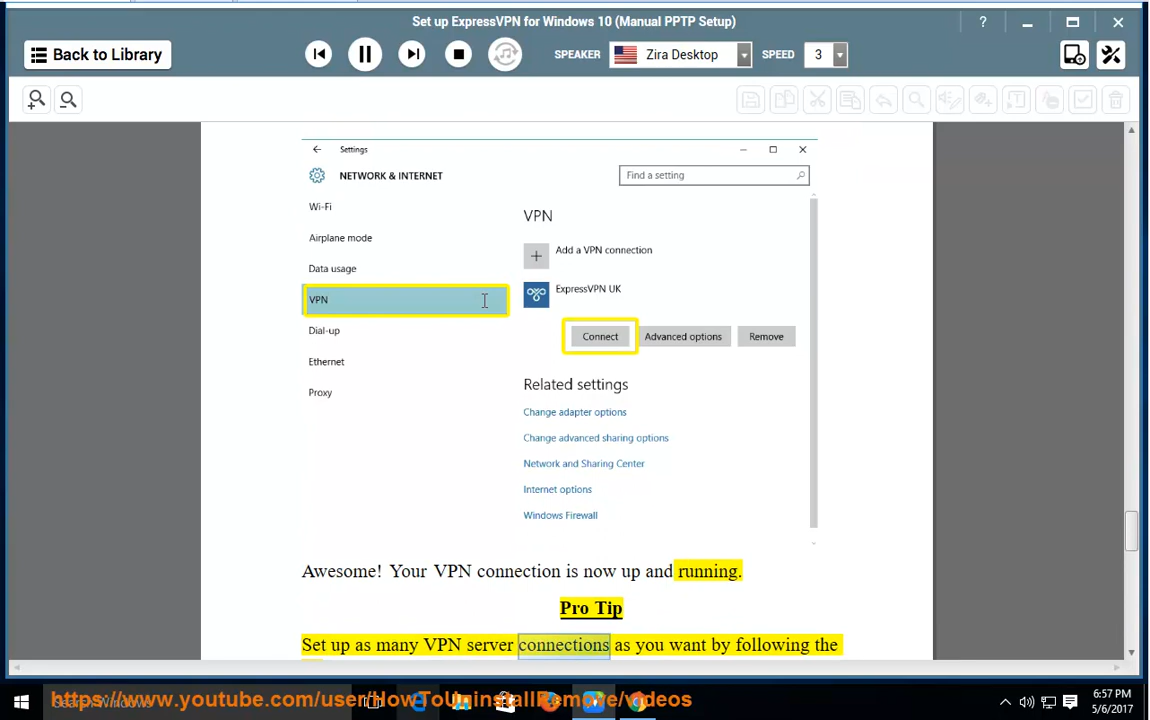 Set up ExpressVPN for Windows 10 (Manual PPTP Setup)
?
Back to Library
SPEAKER
Zira Desktop
SPEED
3
Settings
NETWORK & INTERNET
Find a setting
Wi-Fi
Airplane mode
Data usage
VPN
Dial-up
Ethernet
Proxy
VPN
Add a VPN connection
ExpressVPN UK
Connect
Advanced options
Remove
Related settings
Change adapter options
Change advanced sharing options
Network and Sharing Center
Internet options
Windows Firewall
Awesome! Your VPN connection is now up and running.
Pro Tip
Set up as many VPN server connections as you want by following the
Search Windows
https://www.youtube.com/user/HowToUninstallRemove/videos
6:57 PM
5/6/2017